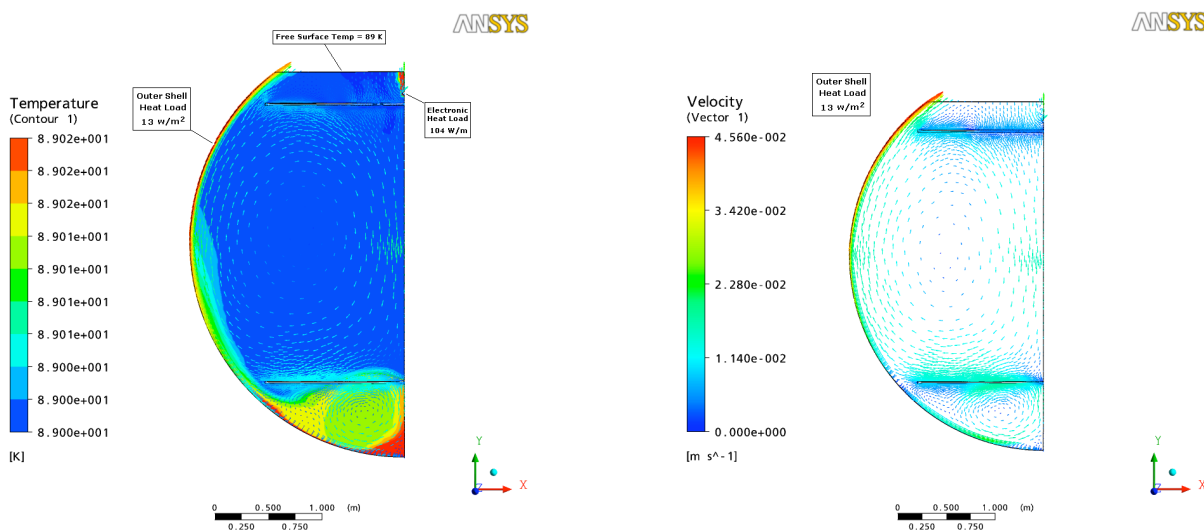 ANSYS
Free Surface Temp = 89 K
Temperature
(Contour 1)
Outer Shell
Heat Load
13 w/m²
Electronic
Heat Load
104 W/m
8.902e+001
8.902e+001
8.902e+001
8.901e+001
8.901e+001
8.901e+001
8.901e+001
8.900e+001
8.900e+001
8.900e+001
[K]
Y
X
Z
0
0.500
1.000
(m)
0.250
0.750
ANSYS
Velocity
(Vector 1)
Outer Shell
Heat Load
13 w/m²
4.560e-002
3.420e-002
2.280e-002
1.140e-002
0.000e+000
[m s^-1]
Y
X
Z
0
0.500
1.000
(m)
0.250
0.750